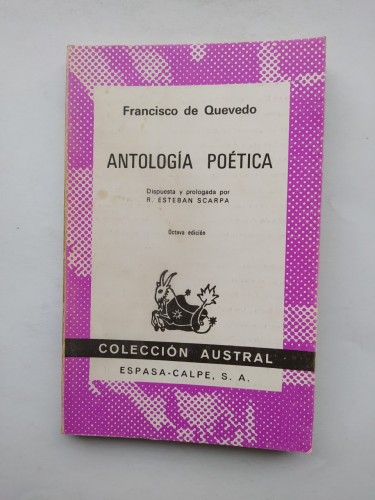 Francisco de Quevedo
ANTOLOGÍA POÉTICA
Dispuesta y prologada por
R. ESTEBAN SCARPA
Octava edición
COLECCIÓN AUSTRAL
ESPASA-CALPE, S. A.